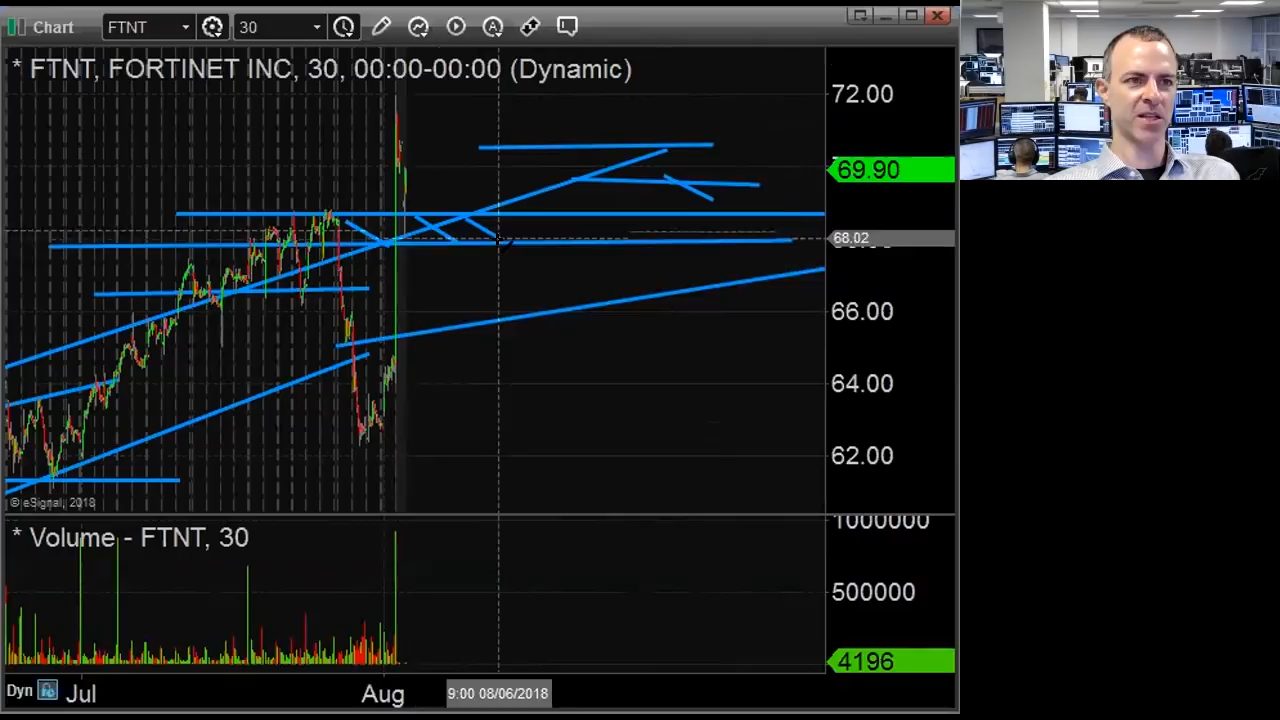 Chart FTNT 30
* FTNT, FORTINET INC, 30, 00:00-00:00 (Dynamic)
72.00
69.90
68.02
66.00
64.00
62.00
© eSignal, 2018
* Volume - FTNT, 30
1000000
500000
4196
Dyn Jul Aug 9:00 08/06/2018